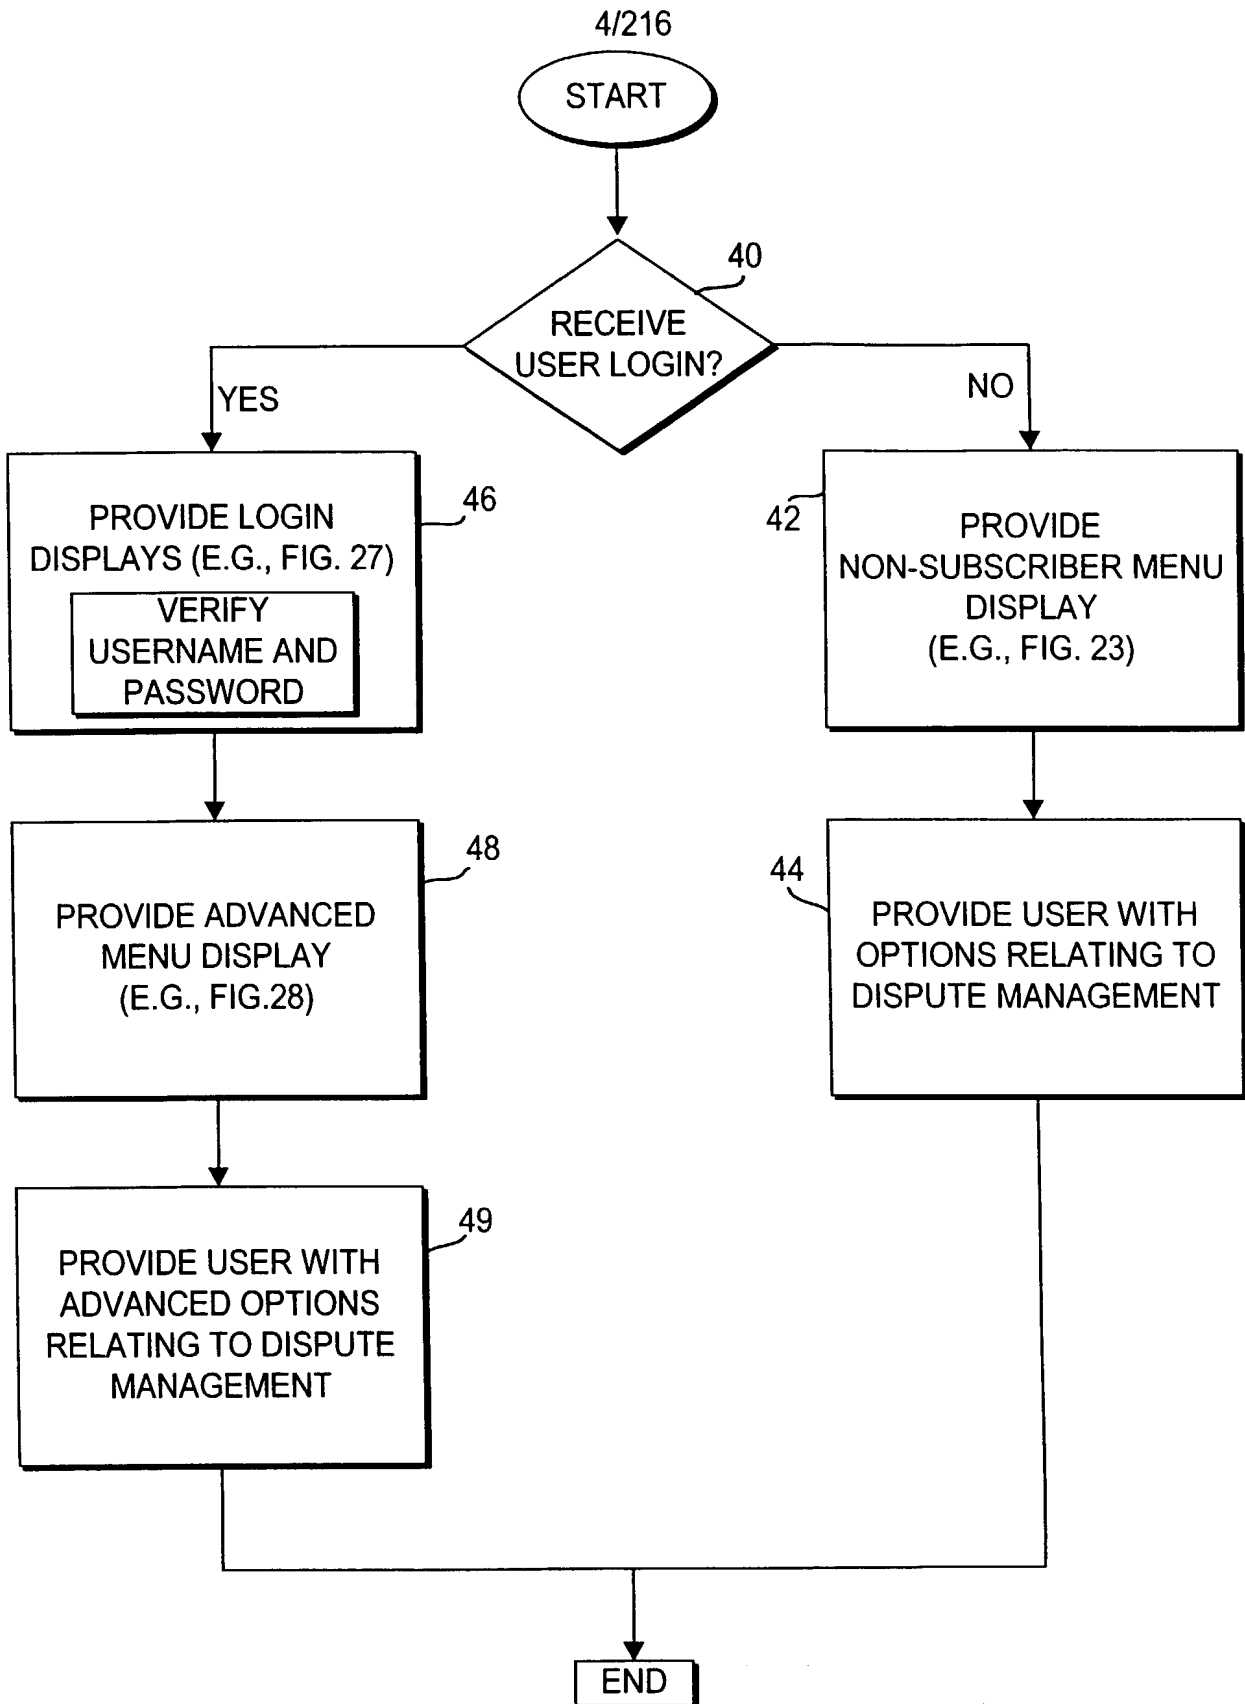 4/216
START
40
RECEIVE
USER LOGIN?
YES
NO
46
PROVIDE LOGIN
DISPLAYS (E.G., FIG. 27)
VERIFY
USERNAME AND
PASSWORD
42
PROVIDE
NON-SUBSCRIBER MENU
DISPLAY
(E.G., FIG. 23)
48
PROVIDE ADVANCED
MENU DISPLAY
(E.G., FIG.28)
44
PROVIDE USER WITH
OPTIONS RELATING TO
DISPUTE MANAGEMENT
49
PROVIDE USER WITH
ADVANCED OPTIONS
RELATING TO DISPUTE
MANAGEMENT
END